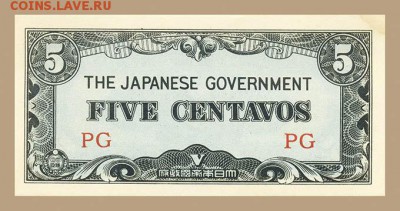 COINS.LAVE.RU
5 5
THE JAPANESE GOVERNMENT
FIVE CENTAVOS
PG PG